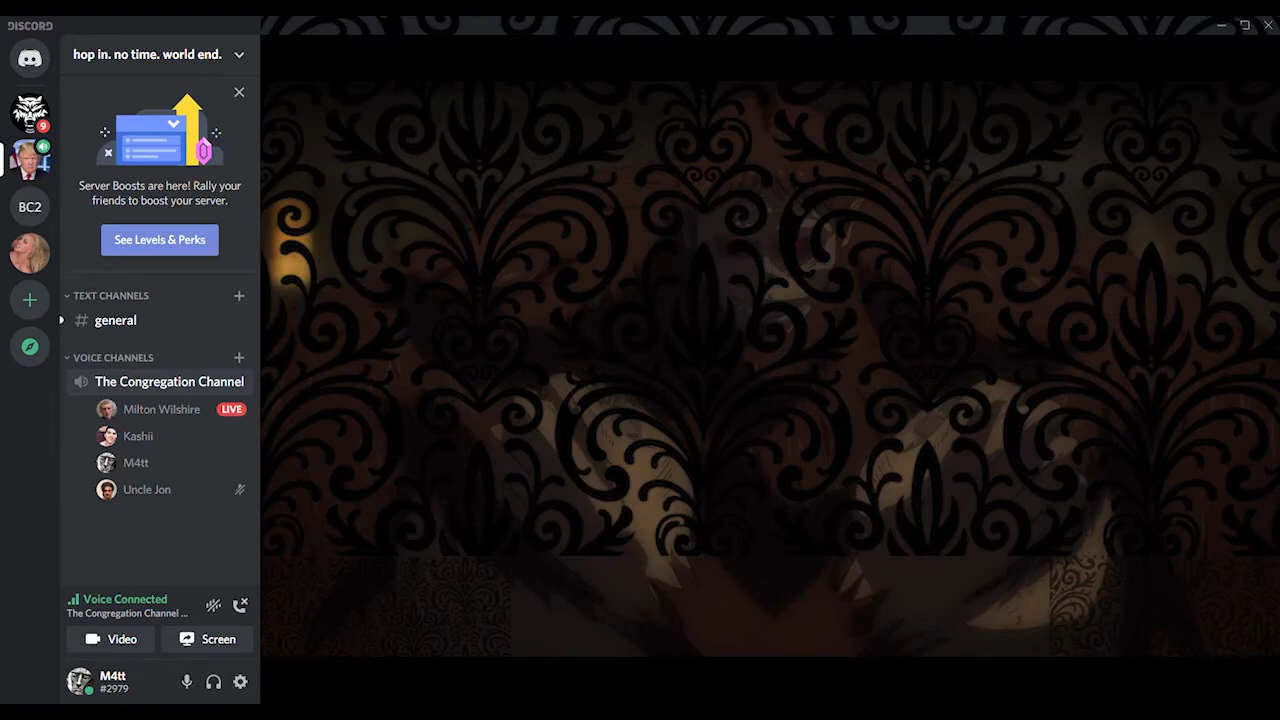 DISCORD
hop in. no time. world end.
9
BC2
Server Boosts are here! Rally your
friends to boost your server.
See Levels & Perks
TEXT CHANNELS
# general
VOICE CHANNELS
The Congregation Channel
Milton Wilshire LIVE
Kashii
M4tt
Uncle Jon
Voice Connected
The Congregation Channel ...
Video Screen
M4tt
#2979